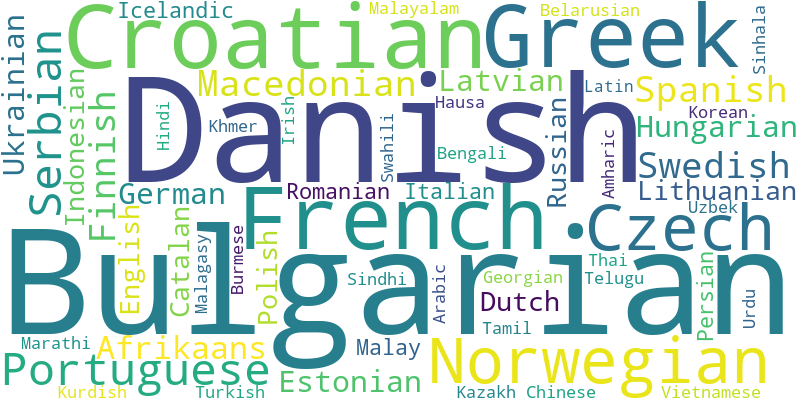 Icelandic
Croatian
Malayalam
Greek
Belarusian
Sinhala
Ukrainian
Serbian
Indonesian
Finnish
Danish
Macedonian
Latvian
Latin
Spanish
Hindi
Khmer
Irish
Swahili
Hausa
Bengali
Russian
Amharic
Korean
Hungarian
Swedish
German
Romanian
Italian
Lithuanian
English
Catalan
Malagasy
Burmese
French
Czech
Uzbek
Bulgarian
Polish
Sindhi
Arabic
Georgian
Thai
Telugu
Persian
Urdu
Dutch
Tamil
Marathi
Afrikaans
Malay
Norwegian
Portuguese
Estonian
Kurdish
Turkish
Kazakh
Chinese
Vietnamese